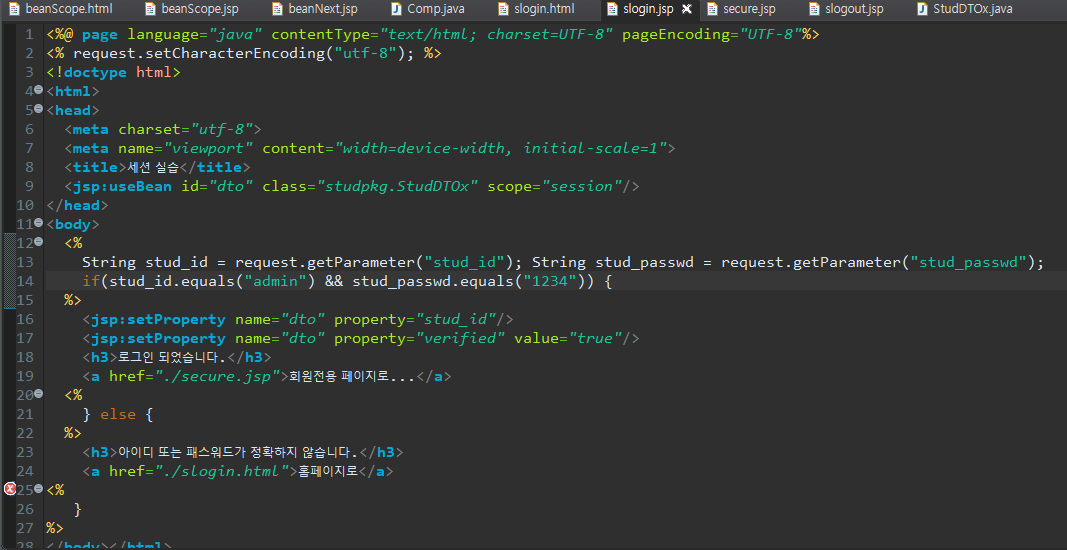 beanScope.html beanScope.jsp beanNext.jsp Comp.java slogin.html slogin.jsp secure.jsp slogout.jsp StudDTOx.java
1 <%@ page language="java" contentType="text/html; charset=UTF-8" pageEncoding="UTF-8"%>
2 <% request.setCharacterEncoding("utf-8"); %>
3 <!doctype html>
4 <html>
5 <head>
6 <meta charset="utf-8">
7 <meta name="viewport" content="width=device-width, initial-scale=1">
8 <title>세션 실습</title>
9 <jsp:useBean id="dto" class="studpkg.StudDTOx" scope="session"/>
10 </head>
11 <body>
12 <%
13 String stud_id = request.getParameter("stud_id"); String stud_passwd = request.getParameter("stud_passwd");
14 if(stud_id.equals("admin") && stud_passwd.equals("1234")) {
15 %>
16 <jsp:setProperty name="dto" property="stud_id"/>
17 <jsp:setProperty name="dto" property="verified" value="true"/>
18 <h3>로그인 되었습니다.</h3>
19 <a href="./secure.jsp">회원전용 페이지로...</a>
20 <%
21 } else {
22 %>
23 <h3>아이디 또는 패스워드가 정확하지 않습니다.</h3>
24 <a href="./slogin.html">홈페이지로</a>
25 <%
26 }
27 %>
28 </body></html>